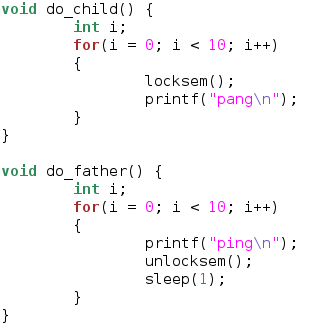 void do_child() {
        int i;
        for(i = 0; i < 10; i++)
        {
                locksem();
                printf("pang\n");
        }
}

void do_father() {
        int i;
        for(i = 0; i < 10; i++)
        {
                printf("ping\n");
                unlocksem();
                sleep(1);
        }
}